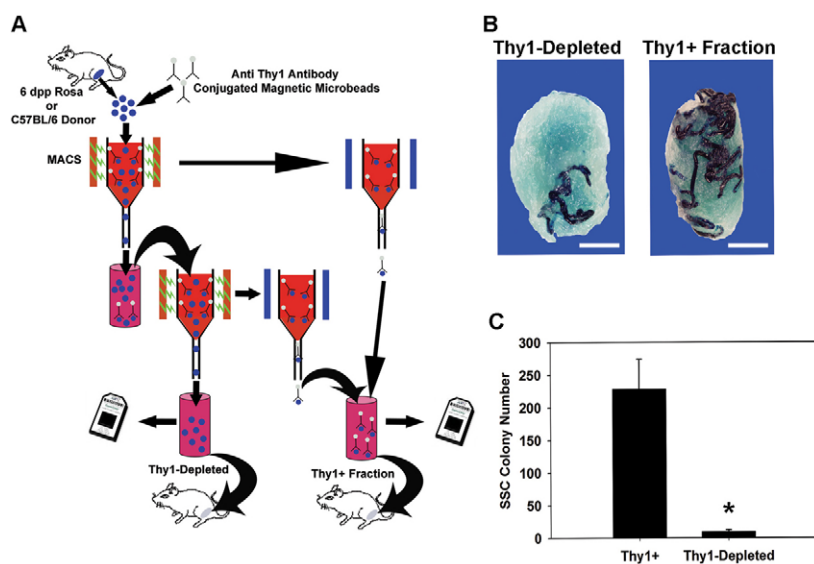 A
6 dpp Rosa
or
C57BL/6 Donor
Anti Thy1 Antibody
Conjugated Magnetic Microbeads
MACS
Thy1-Depleted
Thy1+ Fraction
B
Thy1-Depleted
Thy1+ Fraction
C
SSC Colony Number
300
250
200
150
100
50
0
*
Thy1+
Thy1-Depleted